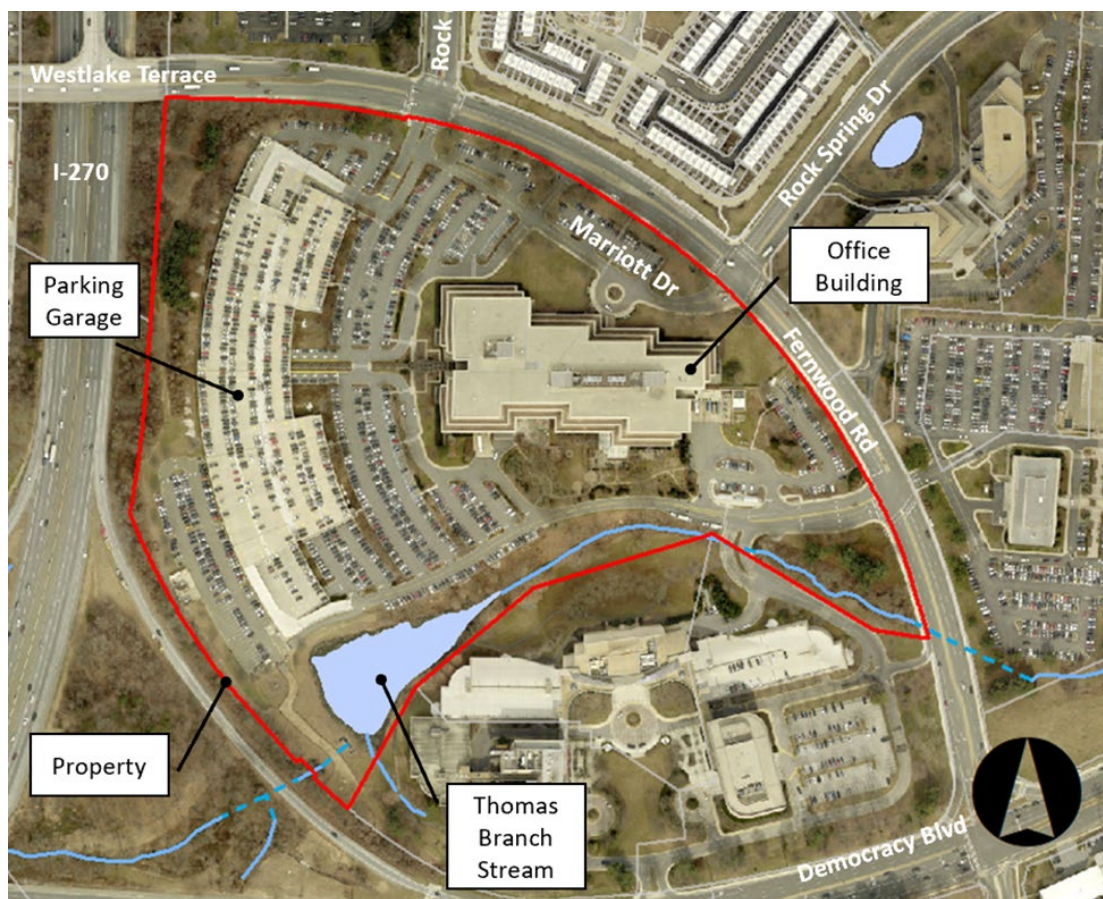 Westlake Terrace
Rock
I-270
Rock Spring Dr
Marriott Dr
Office
Building
Parking
Garage
Fernwood Rd
Property
Thomas
Branch
Stream
Democracy Blvd